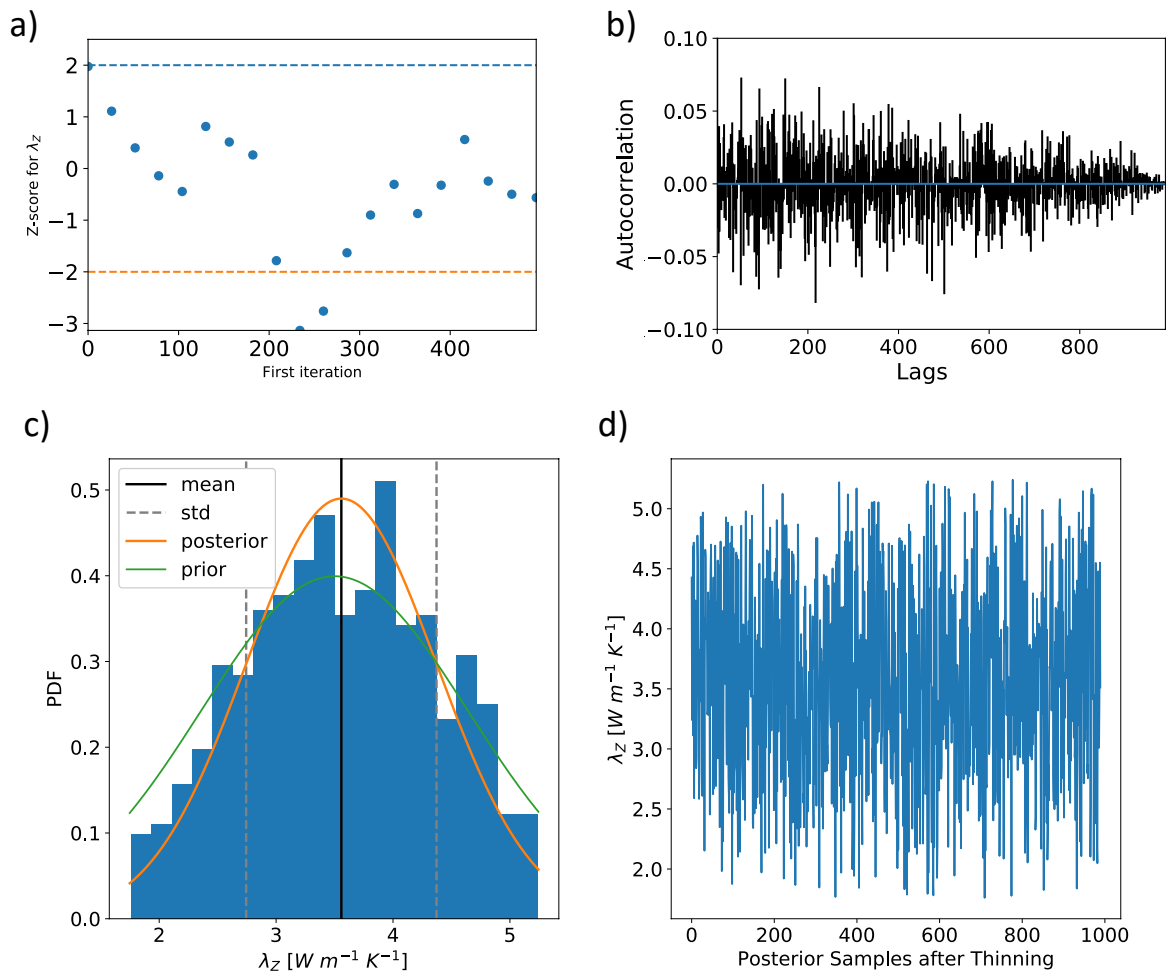 a)
2
1
0
−1
−2
−3
Z-score for λ_Z
0
100
200
300
400
First iteration
b)
0.10
0.05
0.00
−0.05
−0.10
Autocorrelation
0
200
400
600
800
Lags
c)
mean
std
posterior
prior
0.5
0.4
0.3
0.2
0.1
0.0
PDF
2
3
4
5
λ_Z [W m⁻¹ K⁻¹]
d)
5.0
4.5
4.0
3.5
3.0
2.5
2.0
λ_Z [W m⁻¹ K⁻¹]
0
200
400
600
800
1000
Posterior Samples after Thinning